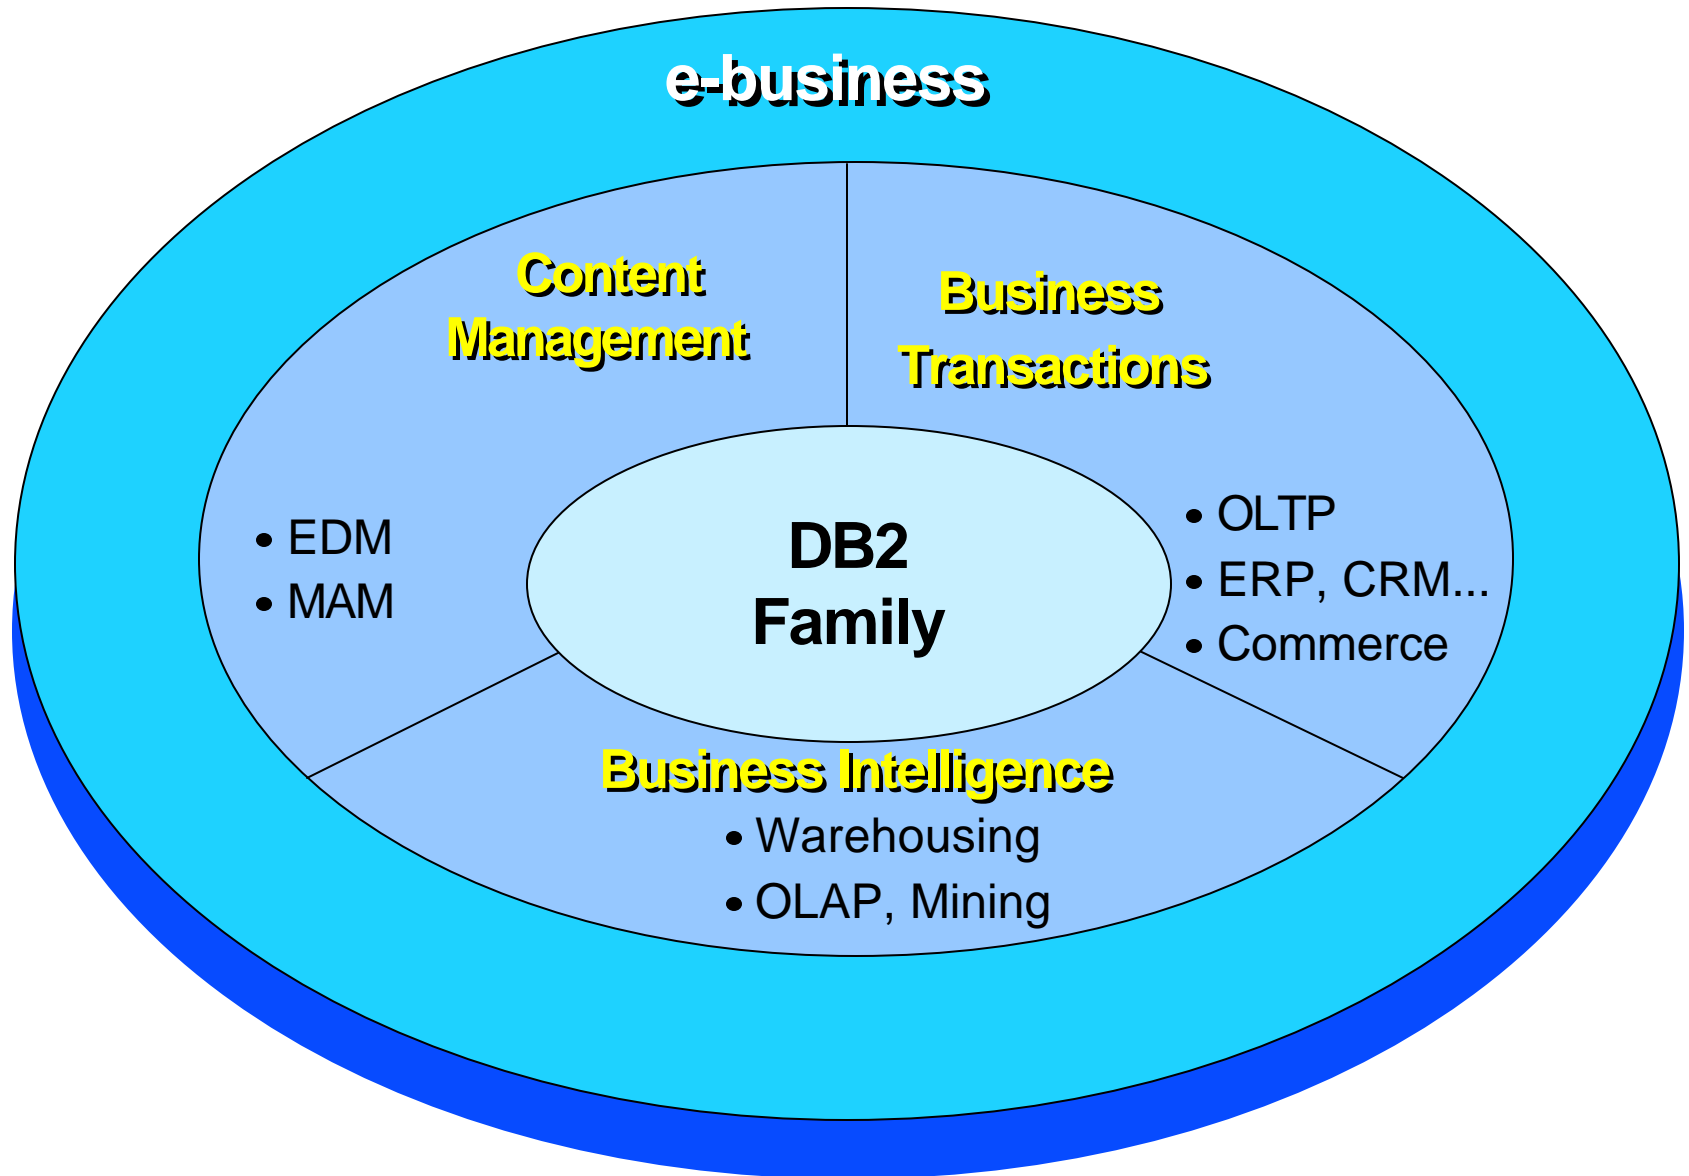 e-business
Content
Management
Business
Transactions
• EDM
• MAM
DB2
Family
• OLTP
• ERP, CRM...
• Commerce
Business Intelligence
• Warehousing
• OLAP, Mining